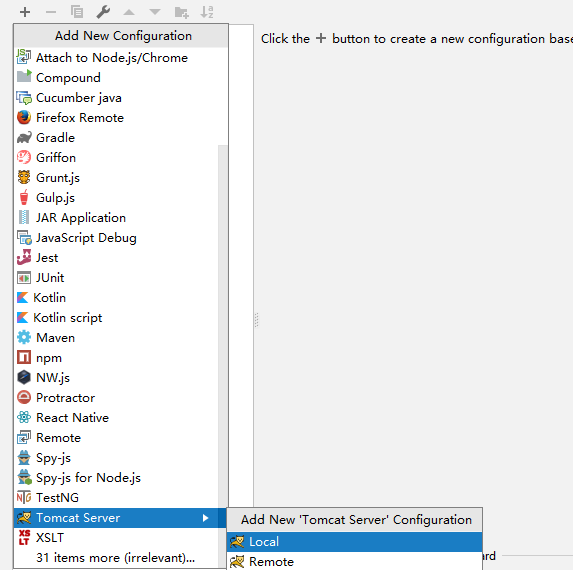 Add New Configuration
Click the + button to create a new configuration base
Attach to Node.js/Chrome
Compound
Cucumber java
Firefox Remote
Gradle
Griffon
Grunt.js
Gulp.js
JAR Application
JavaScript Debug
Jest
JUnit
Kotlin
Kotlin script
Maven
npm
NW.js
Protractor
React Native
Remote
Spy-js
Spy-js for Node.js
TestNG
Tomcat Server
XSLT
31 items more (irrelevant)...
Add New 'Tomcat Server' Configuration
Local
Remote
rd